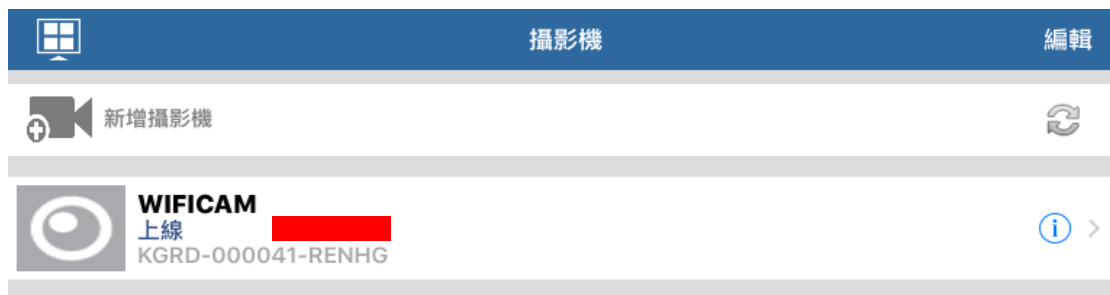 攝影機
編輯
新增攝影機
WIFICAM
上線
KGRD-000041-RENHG